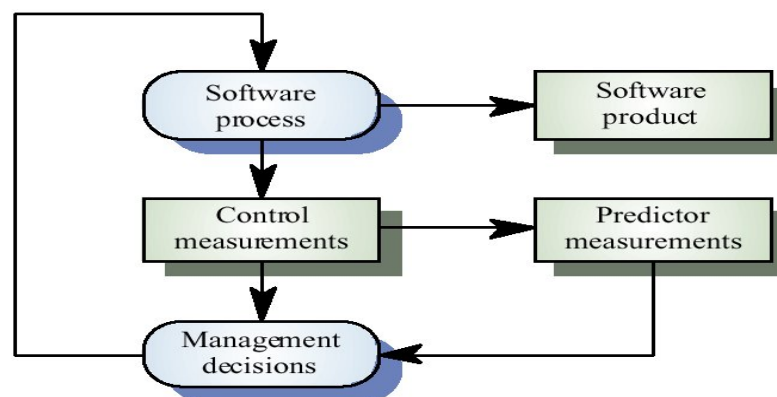 Software
process
Software
product
Control
measurements
Predictor
measurements
Management
decisions